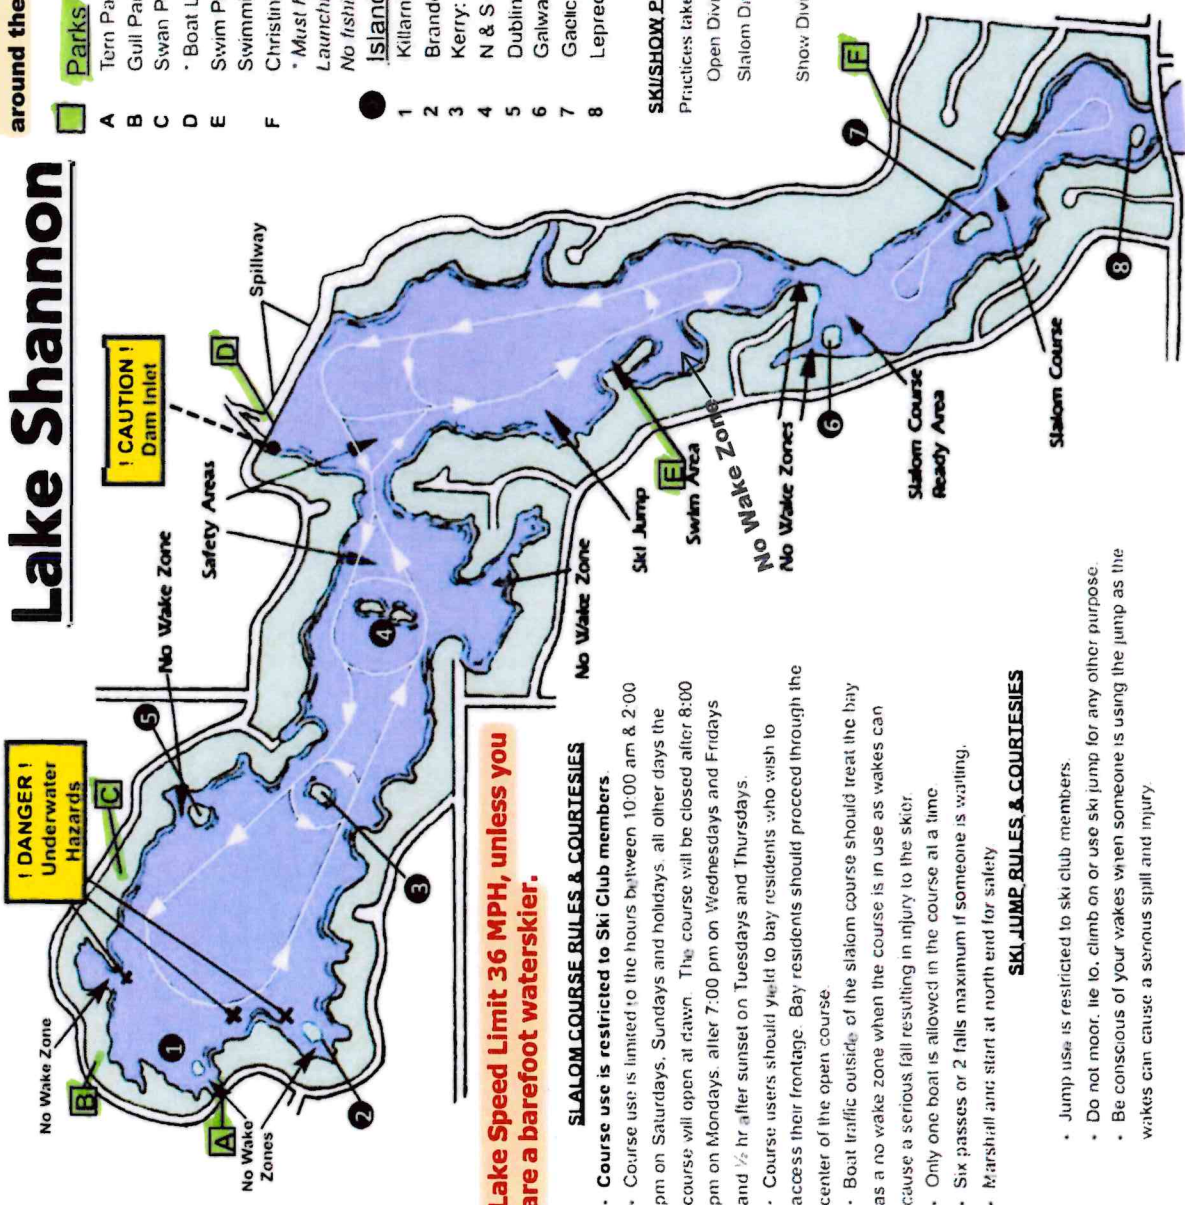 Lake Shannon
around the
Parks
A Tern Pa
B Gull Par
C Swan P
D · Boat L
E Swim P
Swimmi
F Christin
* Must H
Launchi
No fishi
Island
1 Killarn
2 Brand
3 Kerry:
4 N & S
5 Dublin
6 Galwa
7 Gaelic
8 Leprec
SKI/SHOW P
Practices take
Open Divi
Slalom Di
Show Divi
! DANGER !
Underwater
Hazards
! CAUTION !
Dam Inlet
Spillway
No Wake Zone
Safety Areas
No Wake Zone
No Wake
Zones
No Wake Zone
Ski Jump
Swim Area
No Wake Zone
No Wake Zones
Slalom Course
Ready Area
Slalom Course
A
B
C
D
E
F
1
2
3
4
5
6
7
8
Lake Speed Limit 36 MPH, unless you
are a barefoot waterskier.
SLALOM COURSE RULES & COURTESIES
· Course use is restricted to Ski Club members.
· Course use is limited to the hours between 10:00 am & 2:00
pm on Saturdays, Sundays and holidays, all other days the
course will open at dawn. The course will be closed after 8:00
pm on Mondays, after 7:00 pm on Wednesdays and Fridays
and ½ hr after sunset on Tuesdays and Thursdays.
· Course users should yield to bay residents who wish to
access their frontage. Bay residents should proceed through the
center of the open course.
· Boat traffic outside of the slalom course should treat the bay
as a no wake zone when the course is in use as wakes can
cause a serious fall resulting in injury to the skier.
· Only one boat is allowed in the course at a time
· Six passes or 2 falls maximum if someone is waiting.
· Marshall and start at north end for safety
SKI JUMP RULES & COURTESIES
· Jump use is restricted to ski club members.
· Do not moor, tie to, climb on or use ski jump for any other purpose.
· Be conscious of your wakes when someone is using the jump as the
wakes can cause a serious spill and injury.